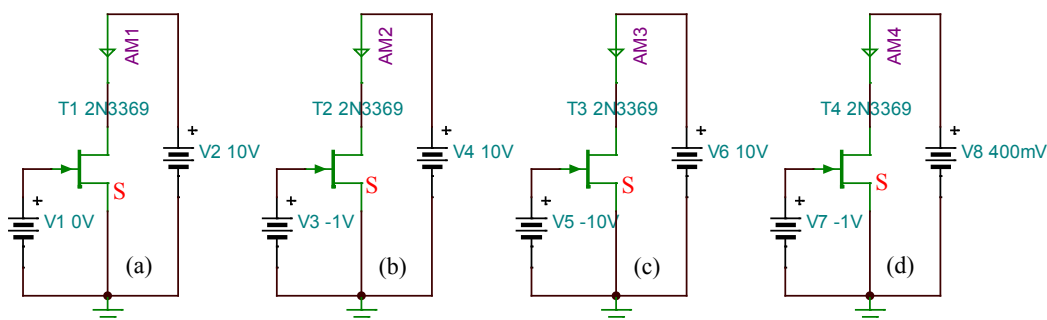 AM1
T1 2N3369
V2 10V
S
V1 0V
(a)
AM2
T2 2N3369
V4 10V
S
V3 -1V
(b)
AM3
T3 2N3369
V6 10V
S
V5 -10V
(c)
AM4
T4 2N3369
V8 400mV
S
V7 -1V
(d)